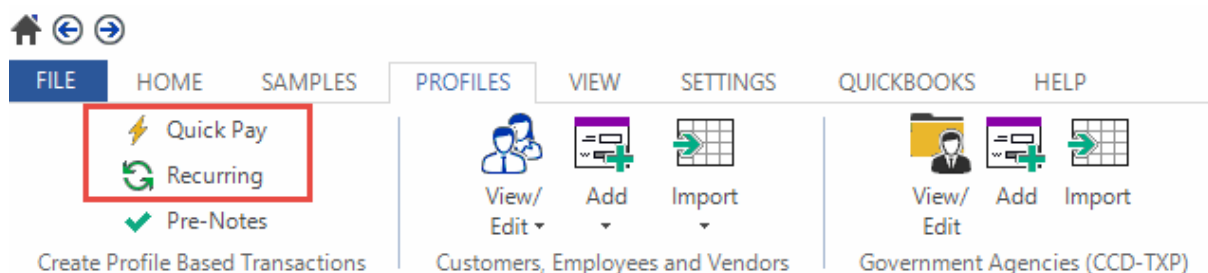 FILE HOME SAMPLES PROFILES VIEW SETTINGS QUICKBOOKS HELP
Quick Pay
Recurring
Pre-Notes
Create Profile Based Transactions
View/ Add Import
Edit
Customers, Employees and Vendors
View/ Add Import
Edit
Government Agencies (CCD-TXP)